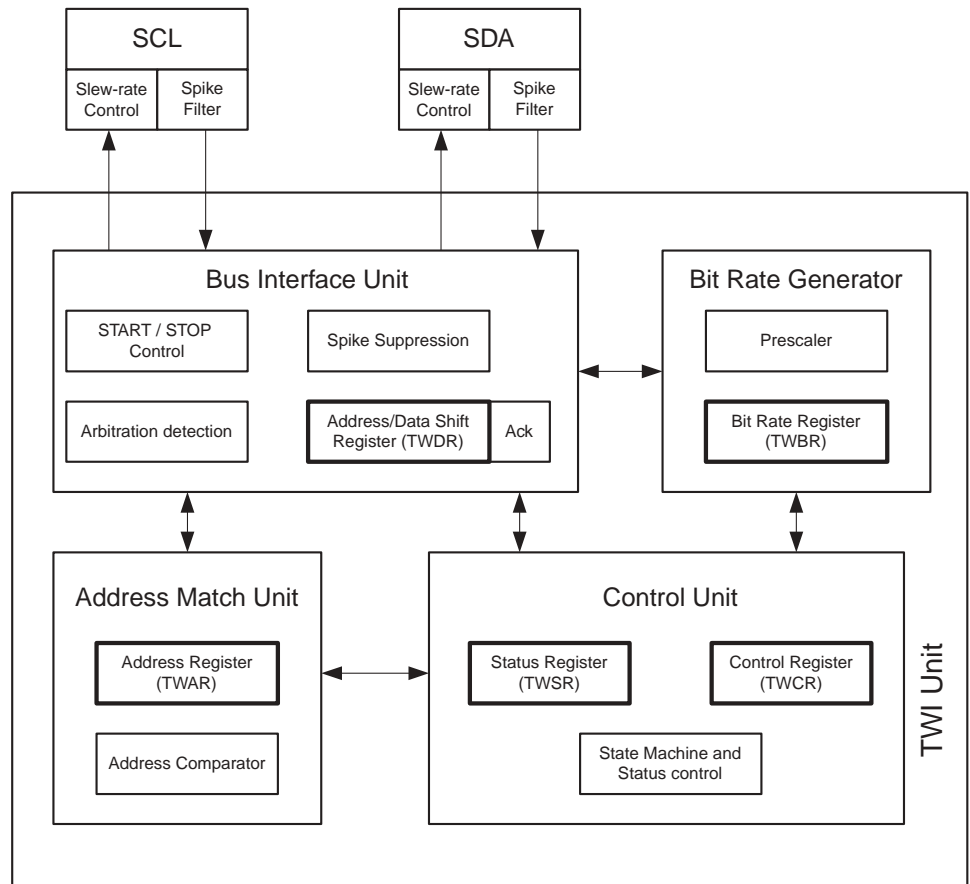 SCL
Slew-rate
Control
Spike
Filter
SDA
Slew-rate
Control
Spike
Filter
Bus Interface Unit
START / STOP
Control
Spike Suppression
Arbitration detection
Address/Data Shift
Register (TWDR)
Ack
Bit Rate Generator
Prescaler
Bit Rate Register
(TWBR)
Address Match Unit
Address Register
(TWAR)
Address Comparator
Control Unit
Status Register
(TWSR)
Control Register
(TWCR)
State Machine and
Status control
TWI Unit